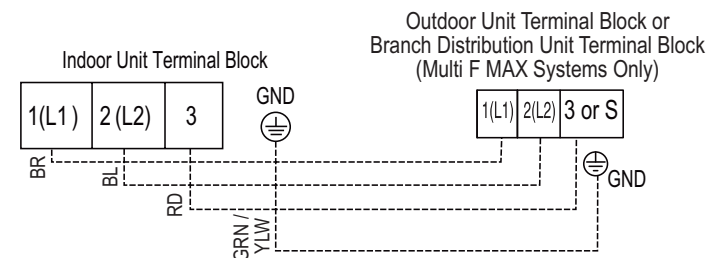 Outdoor Unit Terminal Block or
Branch Distribution Unit Terminal Block
(Multi F MAX Systems Only)
Indoor Unit Terminal Block
1(L1) 2 (L2) 3
GND
1(L1) 2(L2) 3 or S
GND
BR
BL
RD
GRN /
YLW